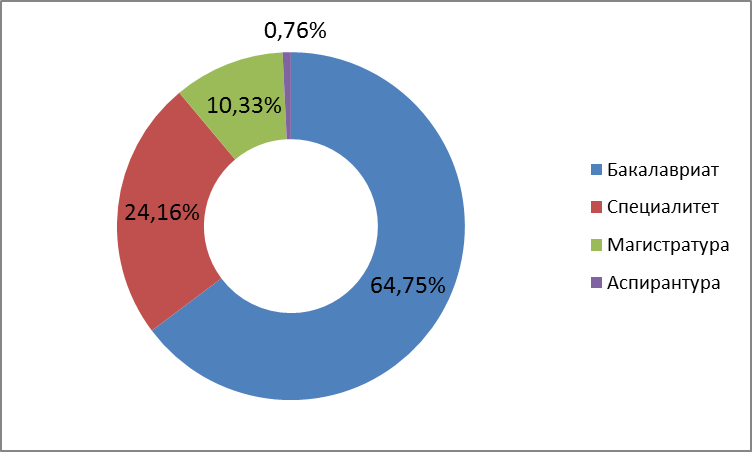 0,76%
10,33%
24,16%
64,75%
Бакалавриат
Специалитет
Магистратура
Аспирантура